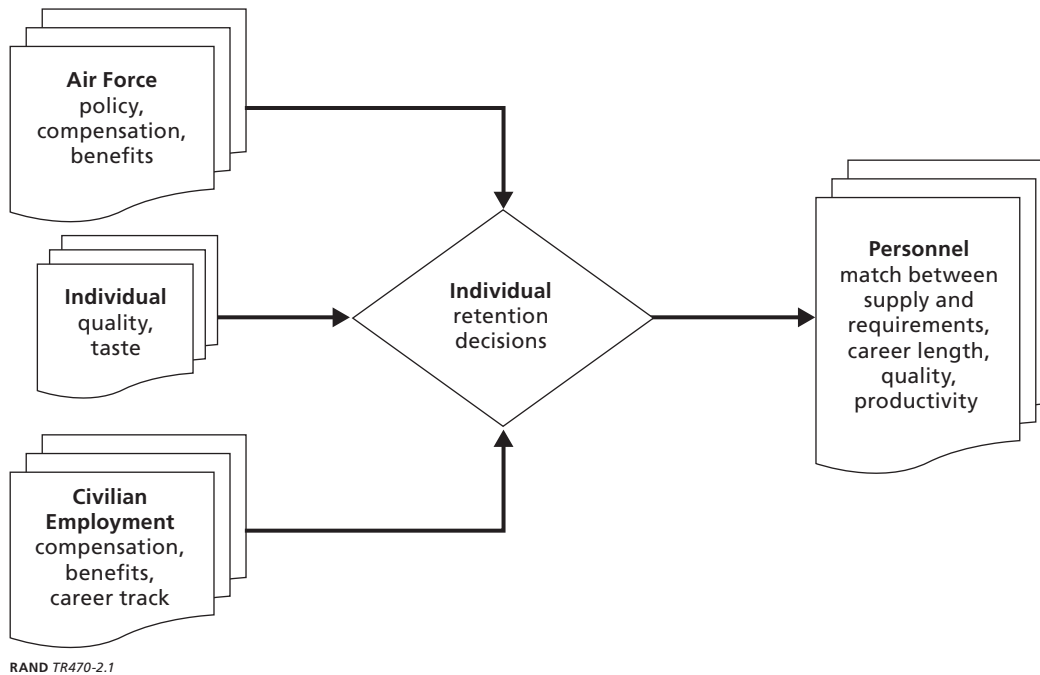 Air Force
policy,
compensation,
benefits
Individual
quality,
taste
Civilian
Employment
compensation,
benefits,
career track
Individual
retention
decisions
Personnel
match between
supply and
requirements,
career length,
quality,
productivity
RAND TR470-2.1